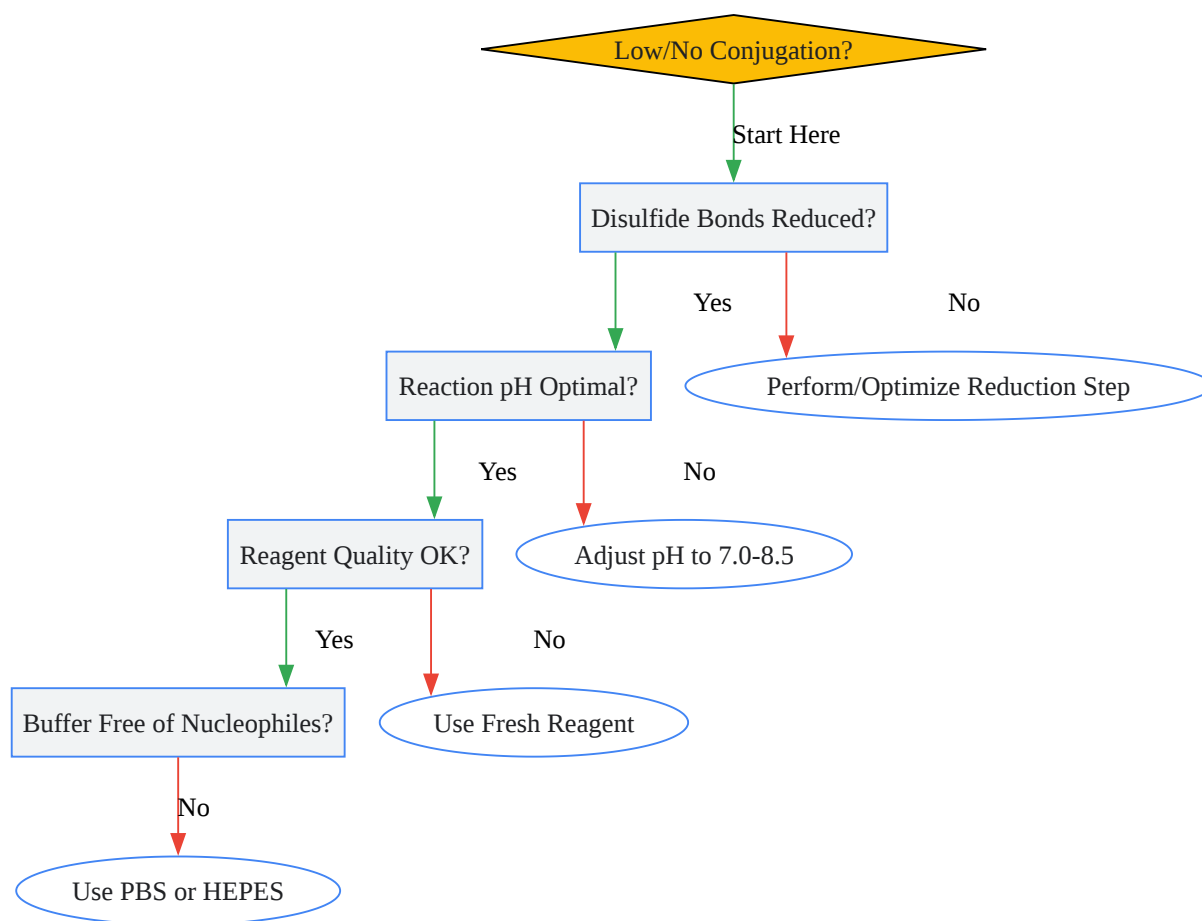 Low/No Conjugation?
Start Here
Disulfide Bonds Reduced?
Yes
No
Reaction pH Optimal?
Perform/Optimize Reduction Step
Yes
No
Reagent Quality OK?
Adjust pH to 7.0-8.5
Yes
No
Buffer Free of Nucleophiles?
Use Fresh Reagent
No
Use PBS or HEPES